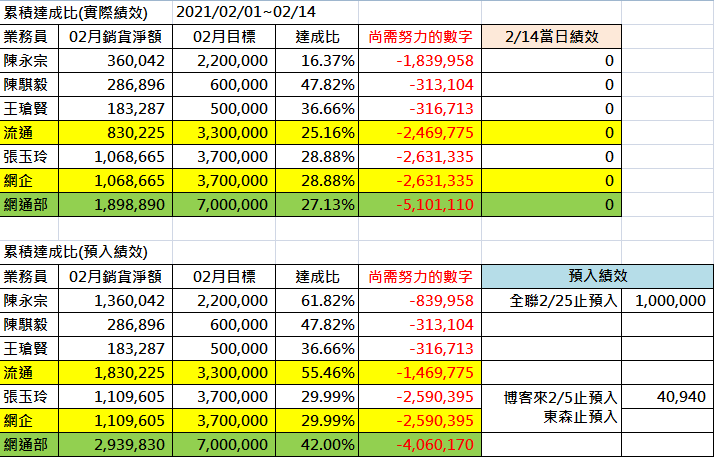 累積達成比(實際績效) 2021/02/01~02/14
業務員 02月銷貨淨額 02月目標 達成比 尚需努力的數字 2/14當日績效
陳永宗 360,042 2,200,000 16.37% -1,839,958 0
陳騏毅 286,896 600,000 47.82% -313,104 0
王瑲賢 183,287 500,000 36.66% -316,713 0
流通 830,225 3,300,000 25.16% -2,469,775 0
張玉玲 1,068,665 3,700,000 28.88% -2,631,335 0
網企 1,068,665 3,700,000 28.88% -2,631,335 0
網通部 1,898,890 7,000,000 27.13% -5,101,110 0
累積達成比(預入績效)
業務員 02月銷貨淨額 02月目標 達成比 尚需努力的數字 預入績效
陳永宗 1,360,042 2,200,000 61.82% -839,958 全聯2/25止預入 1,000,000
陳騏毅 286,896 600,000 47.82% -313,104
王瑲賢 183,287 500,000 36.66% -316,713
流通 1,830,225 3,300,000 55.46% -1,469,775
張玉玲 1,109,605 3,700,000 29.99% -2,590,395 博客來2/5止預入 40,940
東森止預入
網企 1,109,605 3,700,000 29.99% -2,590,395
網通部 2,939,830 7,000,000 42.00% -4,060,170